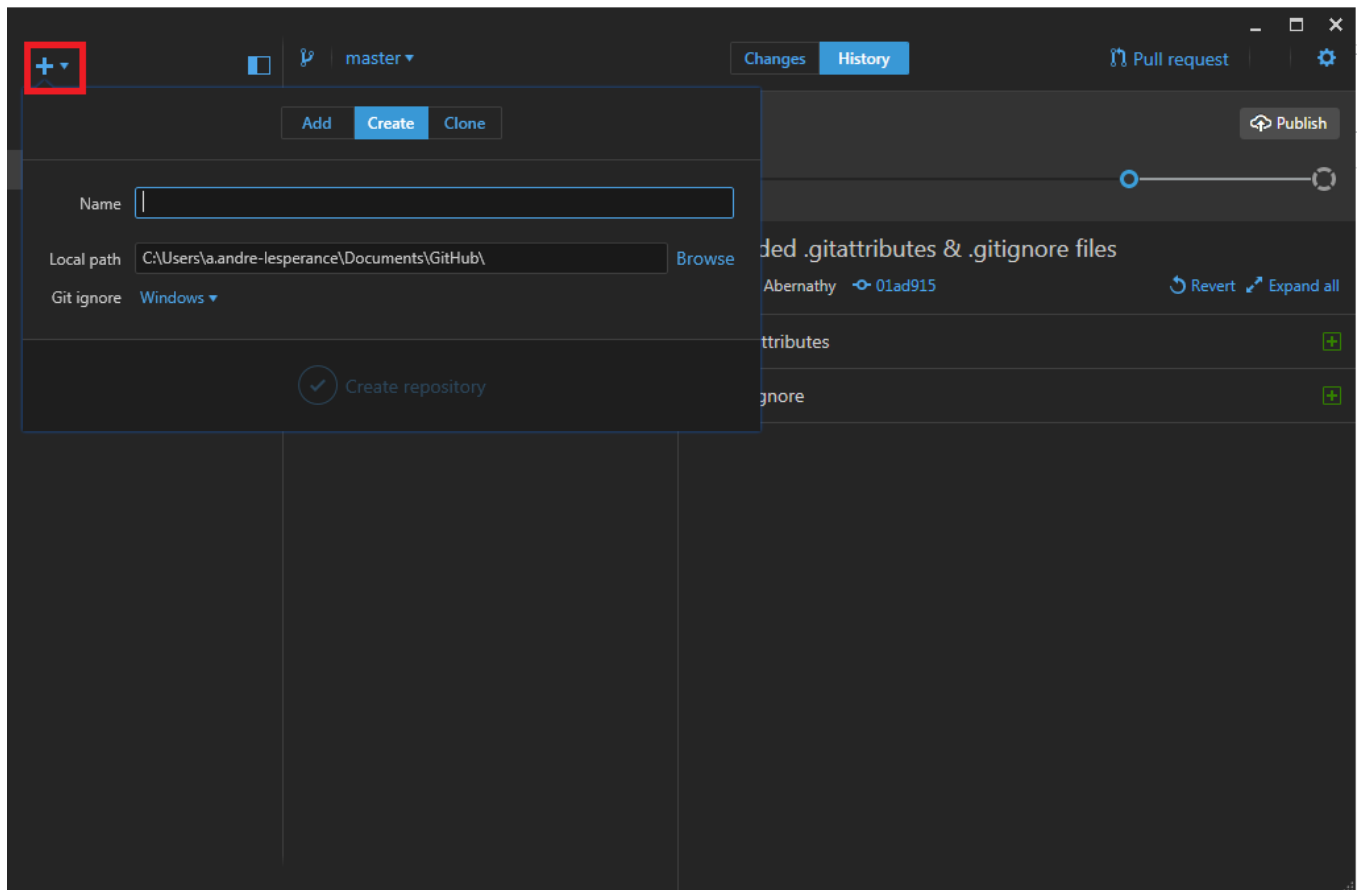 master
Changes
History
Pull request
Add
Create
Clone
Publish
Name
Local path C:\Users\a.andre-lesperance\Documents\GitHub\ Browse
Git ignore Windows
Create repository
ded .gitattributes & .gitignore files
Abernathy 01ad915 Revert Expand all
ttributes
gnore